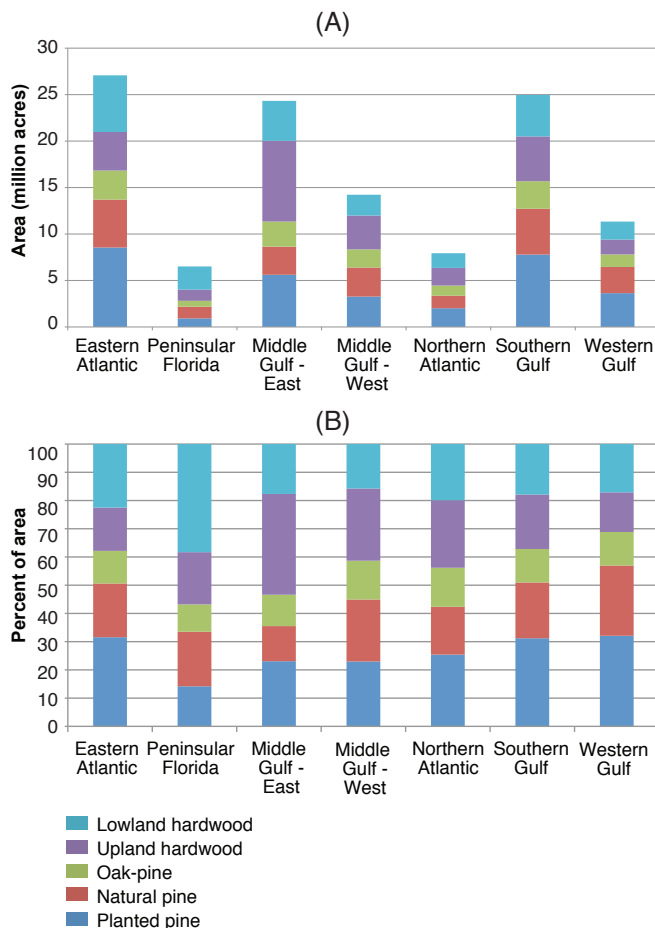 (A)
Area (million acres)
30
25
20
15
10
5
0
Eastern Atlantic
Peninsular Florida
Middle Gulf - East
Middle Gulf - West
Northern Atlantic
Southern Gulf
Western Gulf
(B)
Percent of area
100
90
80
70
60
50
40
30
20
10
0
Eastern Atlantic
Peninsular Florida
Middle Gulf - East
Middle Gulf - West
Northern Atlantic
Southern Gulf
Western Gulf
Lowland hardwood
Upland hardwood
Oak-pine
Natural pine
Planted pine